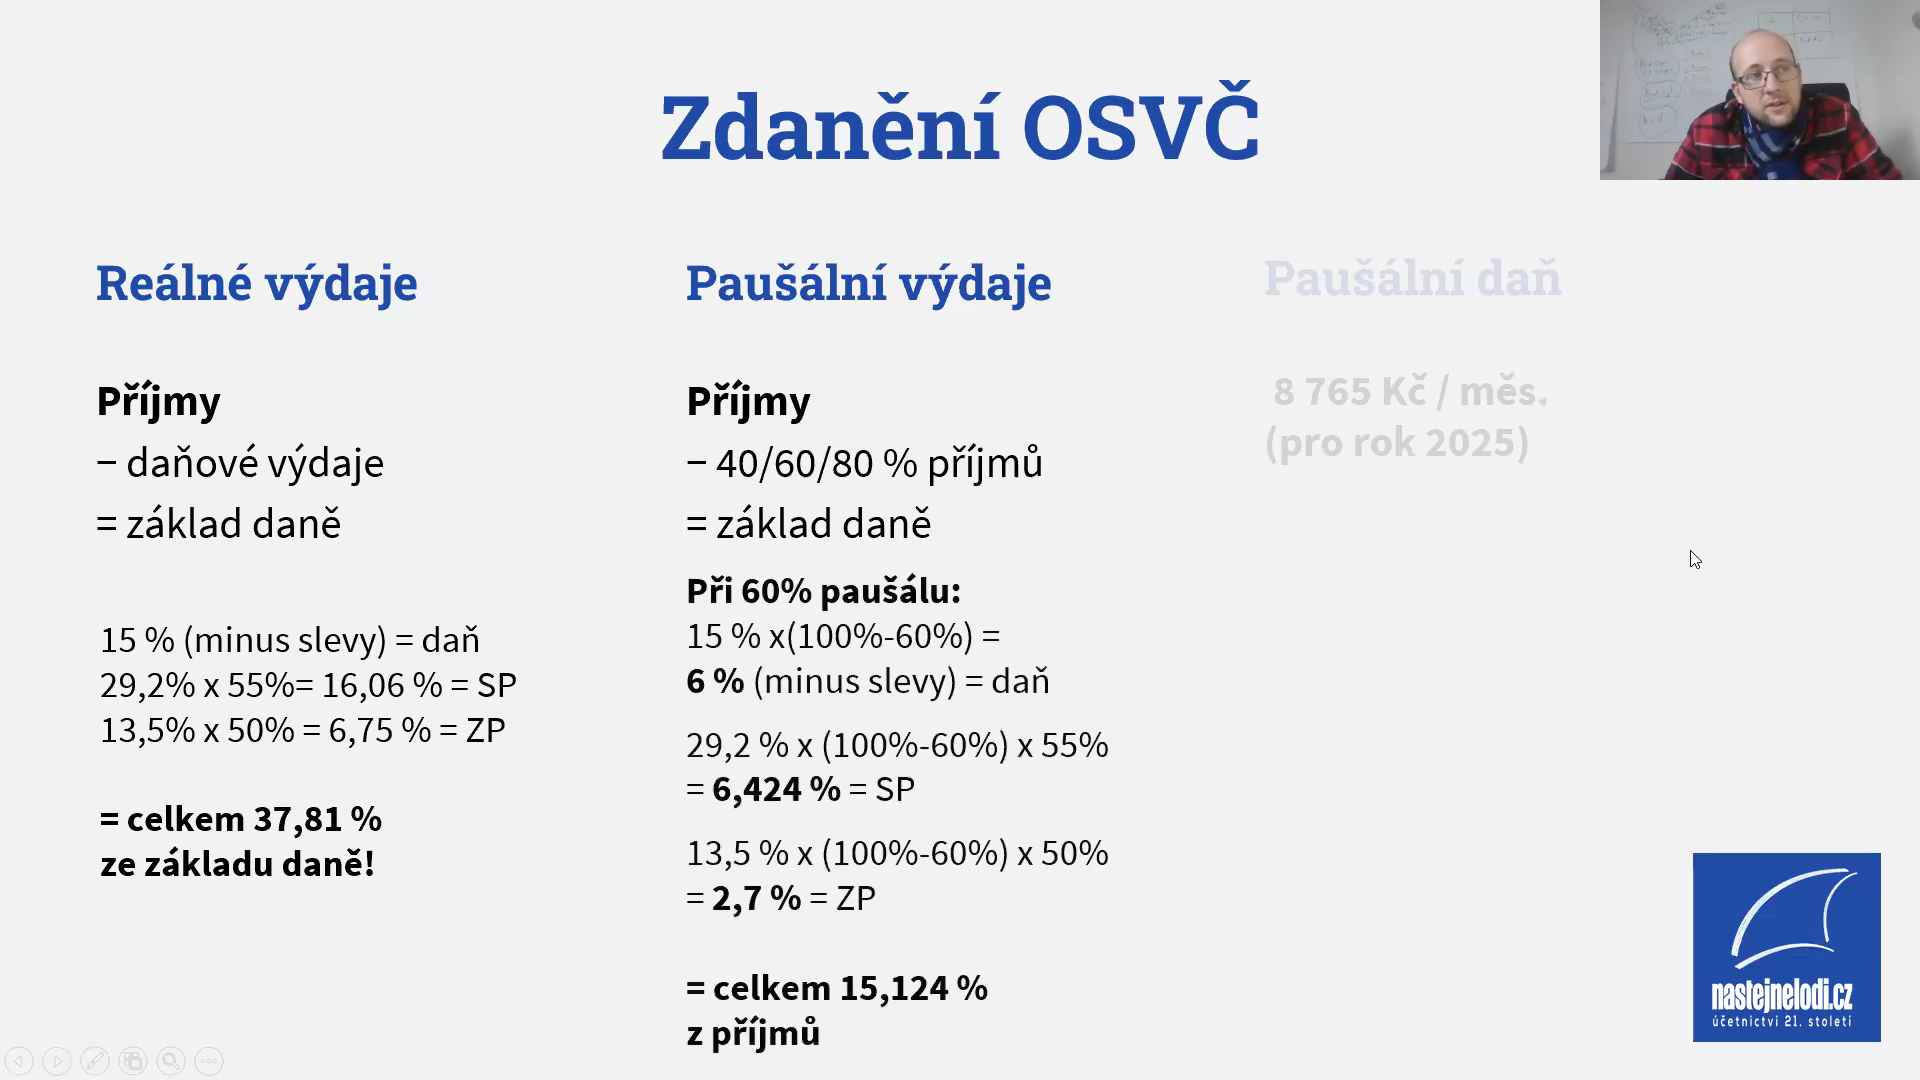 Zdanění OSVČ
Reálné výdaje
Příjmy
− daňové výdaje
= základ daně
15 % (minus slevy) = daň
29,2% x 55%= 16,06 % = SP
13,5% x 50% = 6,75 % = ZP
= celkem 37,81 %
ze základu daně!
Paušální výdaje
Příjmy
− 40/60/80 % příjmů
= základ daně
Při 60% paušálu:
15 % x(100%-60%) =
6 % (minus slevy) = daň
29,2 % x (100%-60%) x 55%
= 6,424 % = SP
13,5 % x (100%-60%) x 50%
= 2,7 % = ZP
= celkem 15,124 %
z příjmů
Paušální daň
8 765 Kč / měs.
(pro rok 2025)
nastejnelodi.cz
účetnictví 21. století